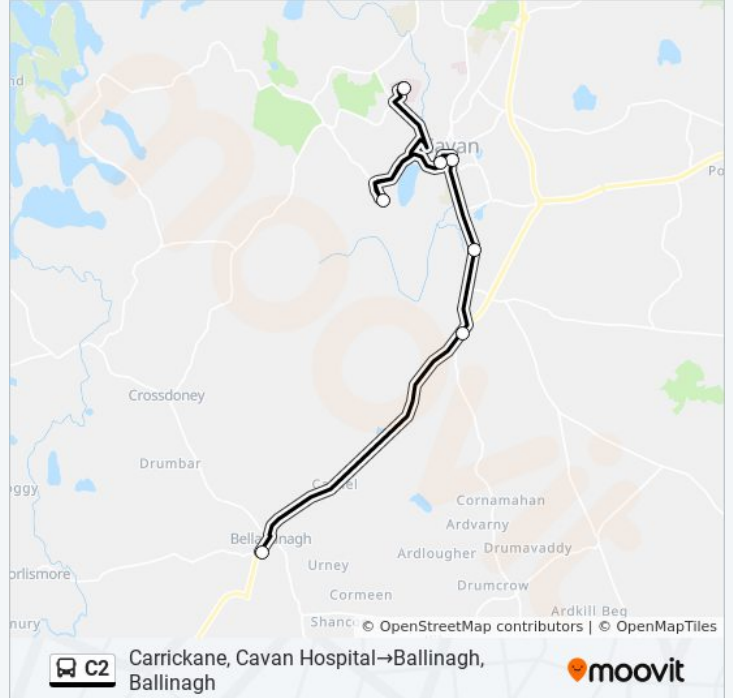 Po
Crossdoney
Drumbar
Cornamahan
Ardvarny
Ardlougher
Drumavaddy
Urney
Cormeen
Drumcrow
Ardkill Beg
© OpenStreetMap contributors | © OpenMapTiles
C2
Carrickane, Cavan Hospital→Ballinagh,
Ballinagh
moovit